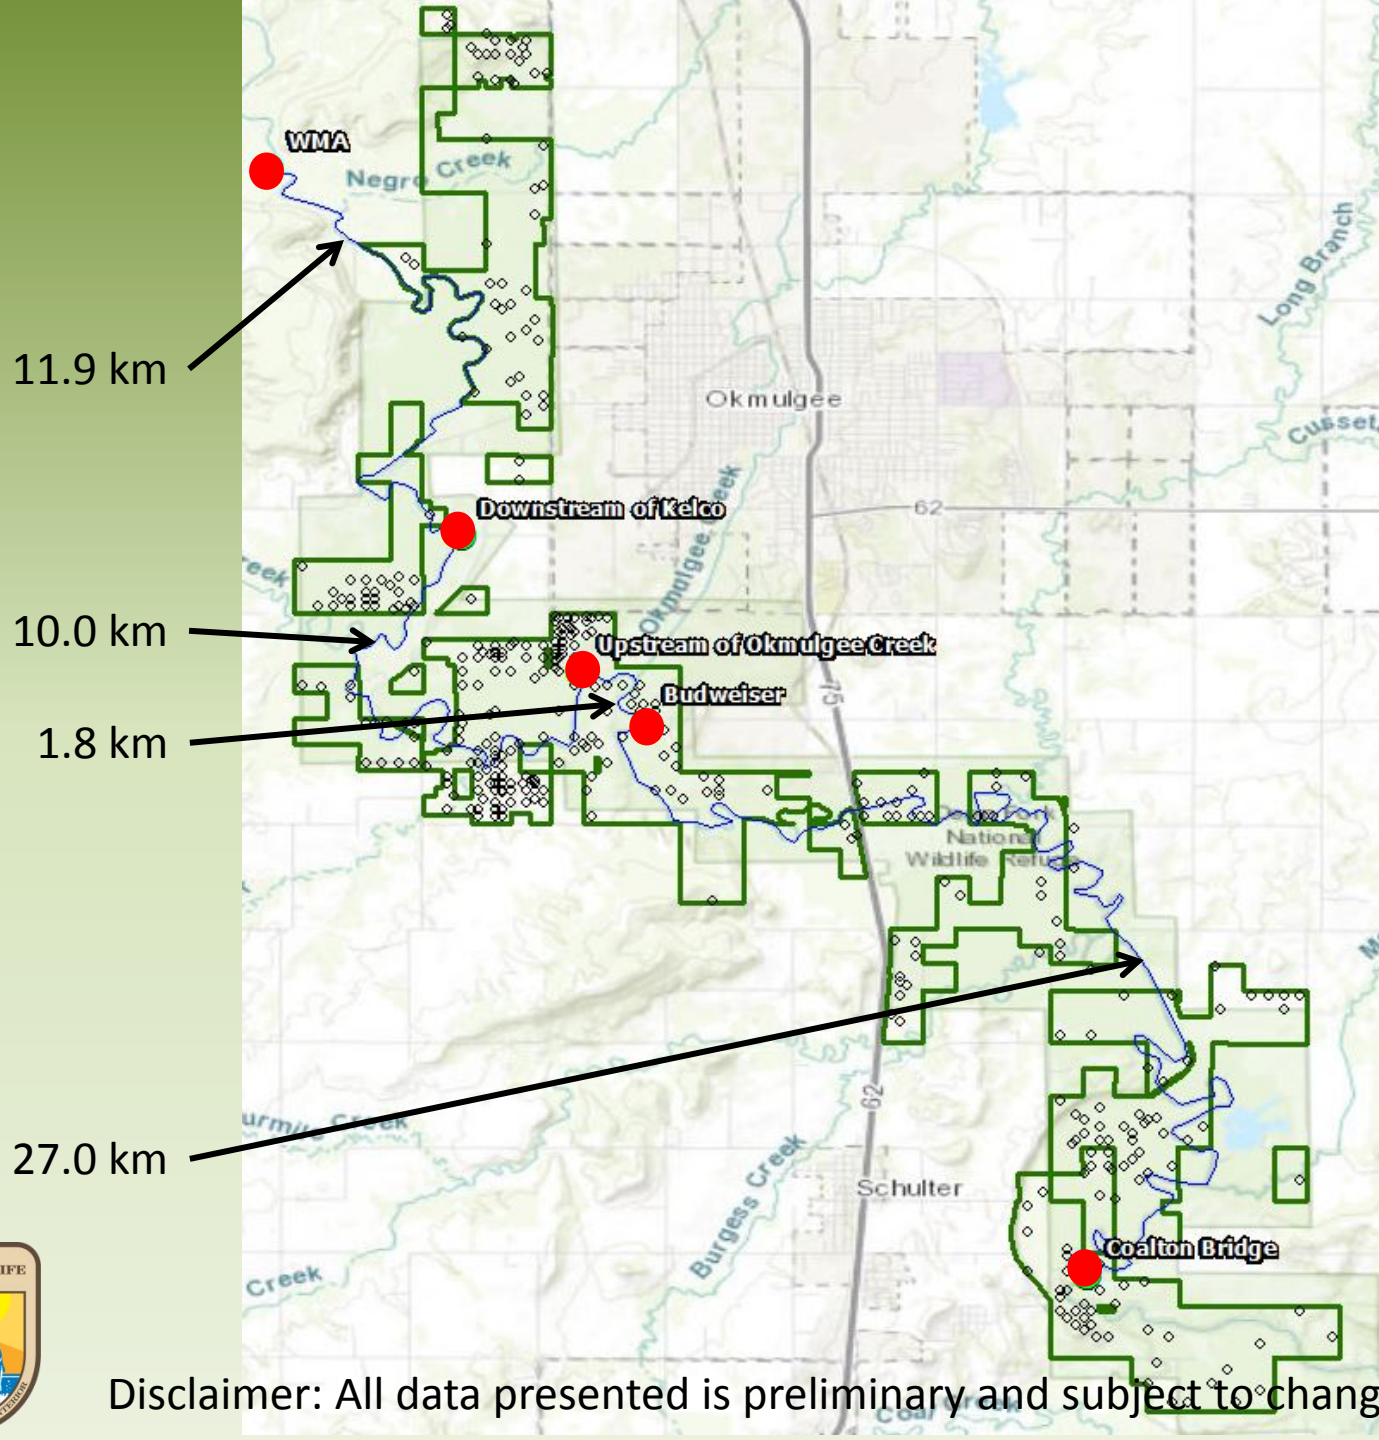 WMA
Negro Creek
11.9 km
Long Branch
Okmulgee
Downstream of Kelco
62
Okmulgee Creek
10.0 km
Upstream of Okmulgee Creek
75
Budweiser
1.8 km
National
Wildlife Refuge
27.0 km
62
Burgess Creek
Schulter
Coalton Bridge
Creek
Disclaimer: All data presented is preliminary and subject to chang
Coal Creek